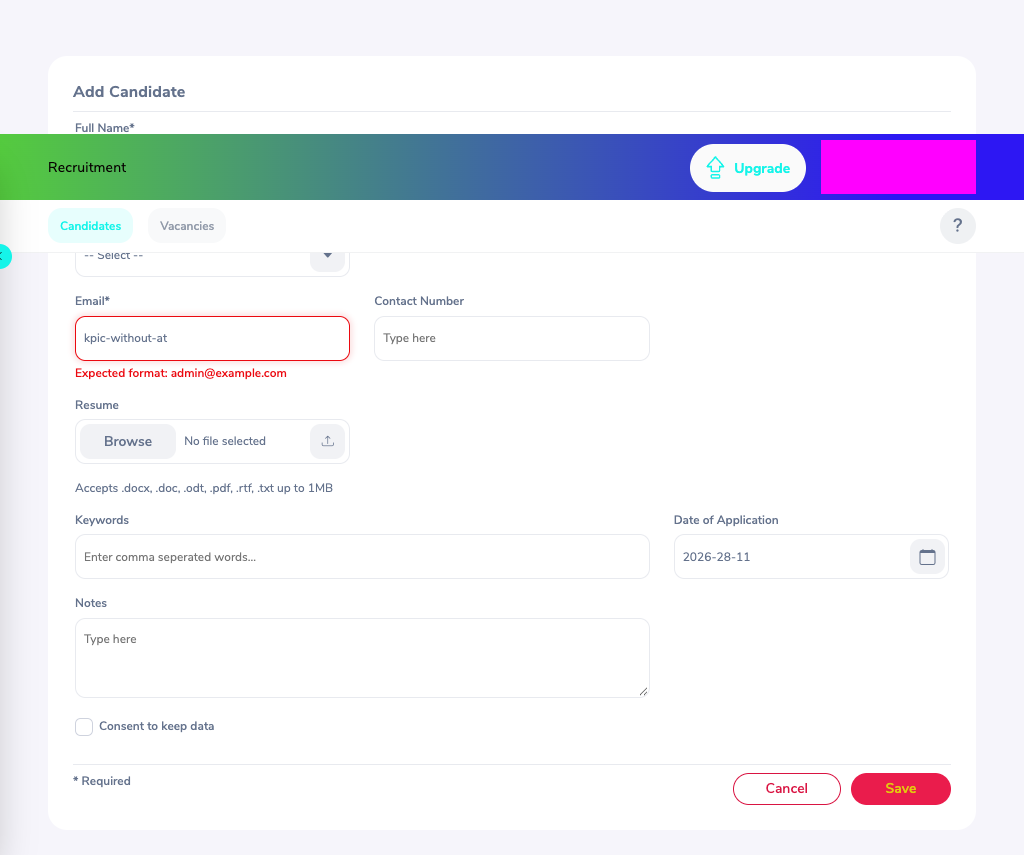 Add Candidate
Full Name*
Recruitment
Upgrade
Candidates
Vacancies
?
-- Select --
Email*
Contact Number
kpic-without-at
Type here
Expected format: admin@example.com
Resume
Browse
No file selected
Accepts .docx, .doc, .odt, .pdf, .rtf, .txt up to 1MB
Keywords
Date of Application
Enter comma seperated words...
2026-28-11
Notes
Type here
Consent to keep data
* Required
Cancel
Save